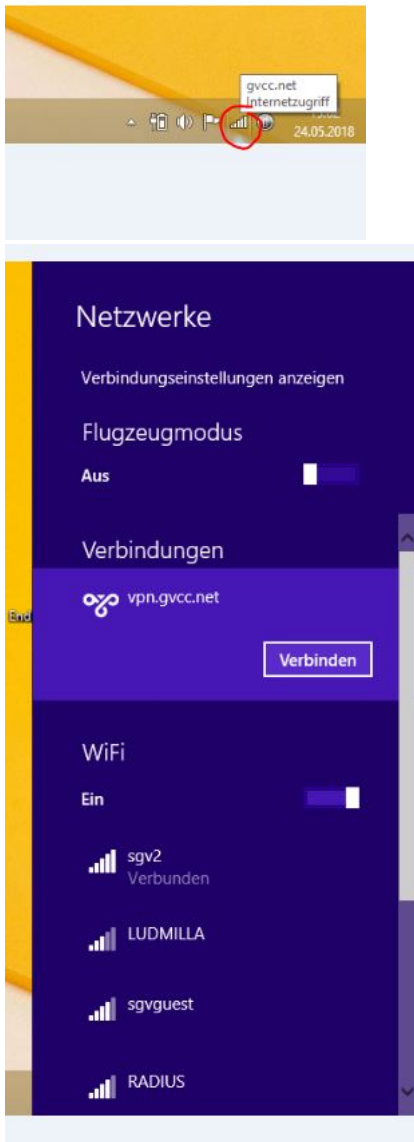 gvcc.net
Internetzugriff
24.05.2018
Netzwerke
Verbindungseinstellungen anzeigen
Flugzeugmodus
Aus
Verbindungen
End
vpn.gvcc.net
Verbinden
WiFi
Ein
sgv2
Verbunden
LUDMILLA
sgvguest
RADIUS